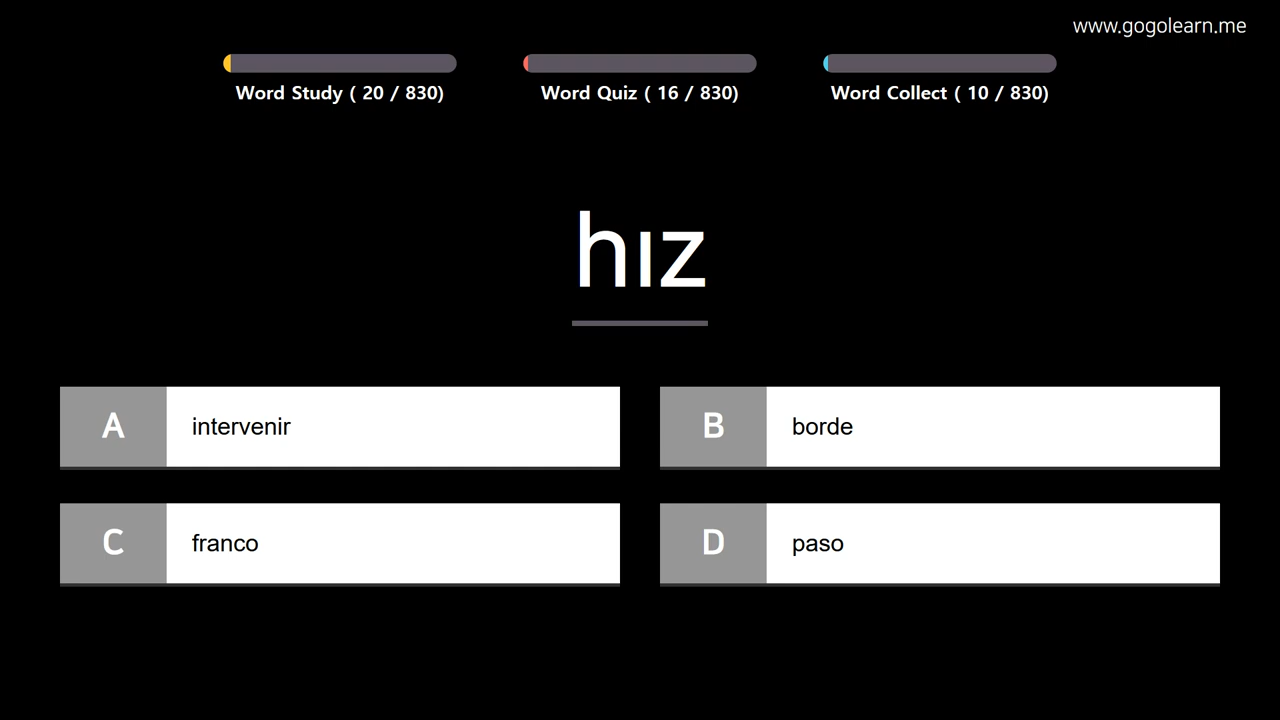 www.gogolearn.me
Word Study ( 20 / 830)
Word Quiz ( 16 / 830)
Word Collect ( 10 / 830)
hız
A intervenir
B borde
C franco
D paso